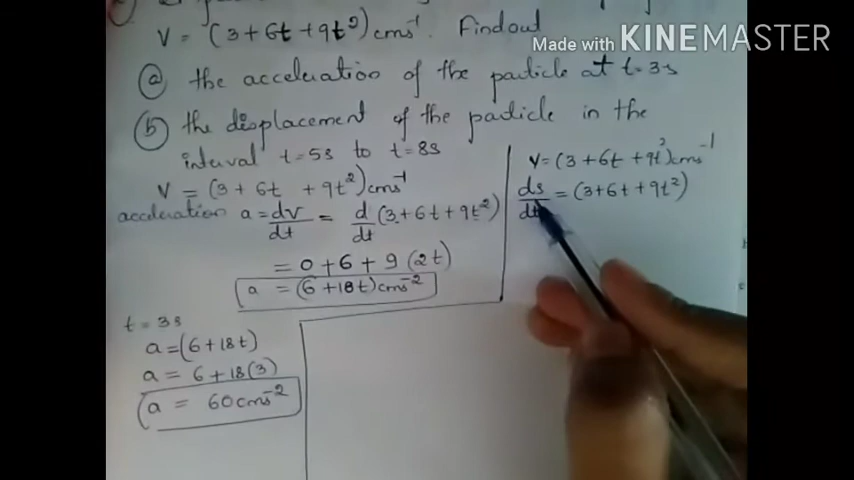 V = (3+6t+9t²) cms⁻¹. Find out
Made with KINEMASTER
ⓐ the acceleration of the particle at t=3s
ⓑ the displacement of the particle in the
interval t=5s to t=8s
V = (3+6t+9t²)cms⁻¹
acceleration a = dv/dt = d/dt (3+6t+9t²)
= 0+6+9(2t)
a = (6+18t)cms⁻²
t = 3s
a=(6+18t)
a = 6+18(3)
a = 60cms⁻²
V=(3+6t+9t²)cms⁻¹
ds/dt = (3+6t+9t²)